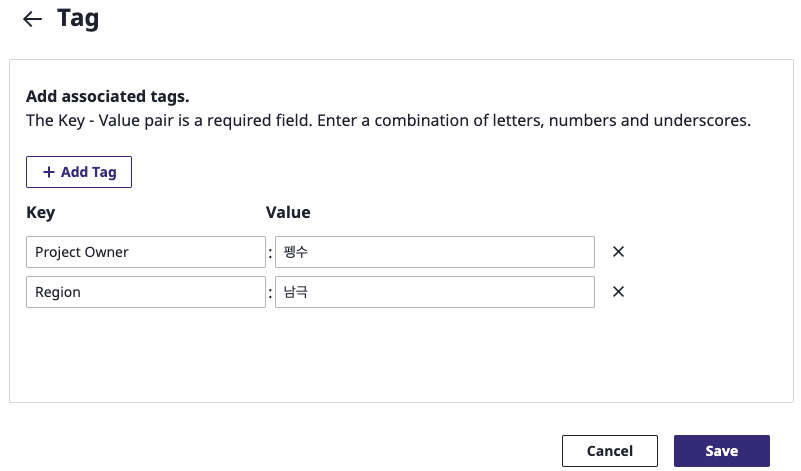 Tag
Add associated tags.
The Key - Value pair is a required field. Enter a combination of letters, numbers and underscores.
+ Add Tag
Key Value
Project Owner : 펭수
Region : 남극
Cancel Save